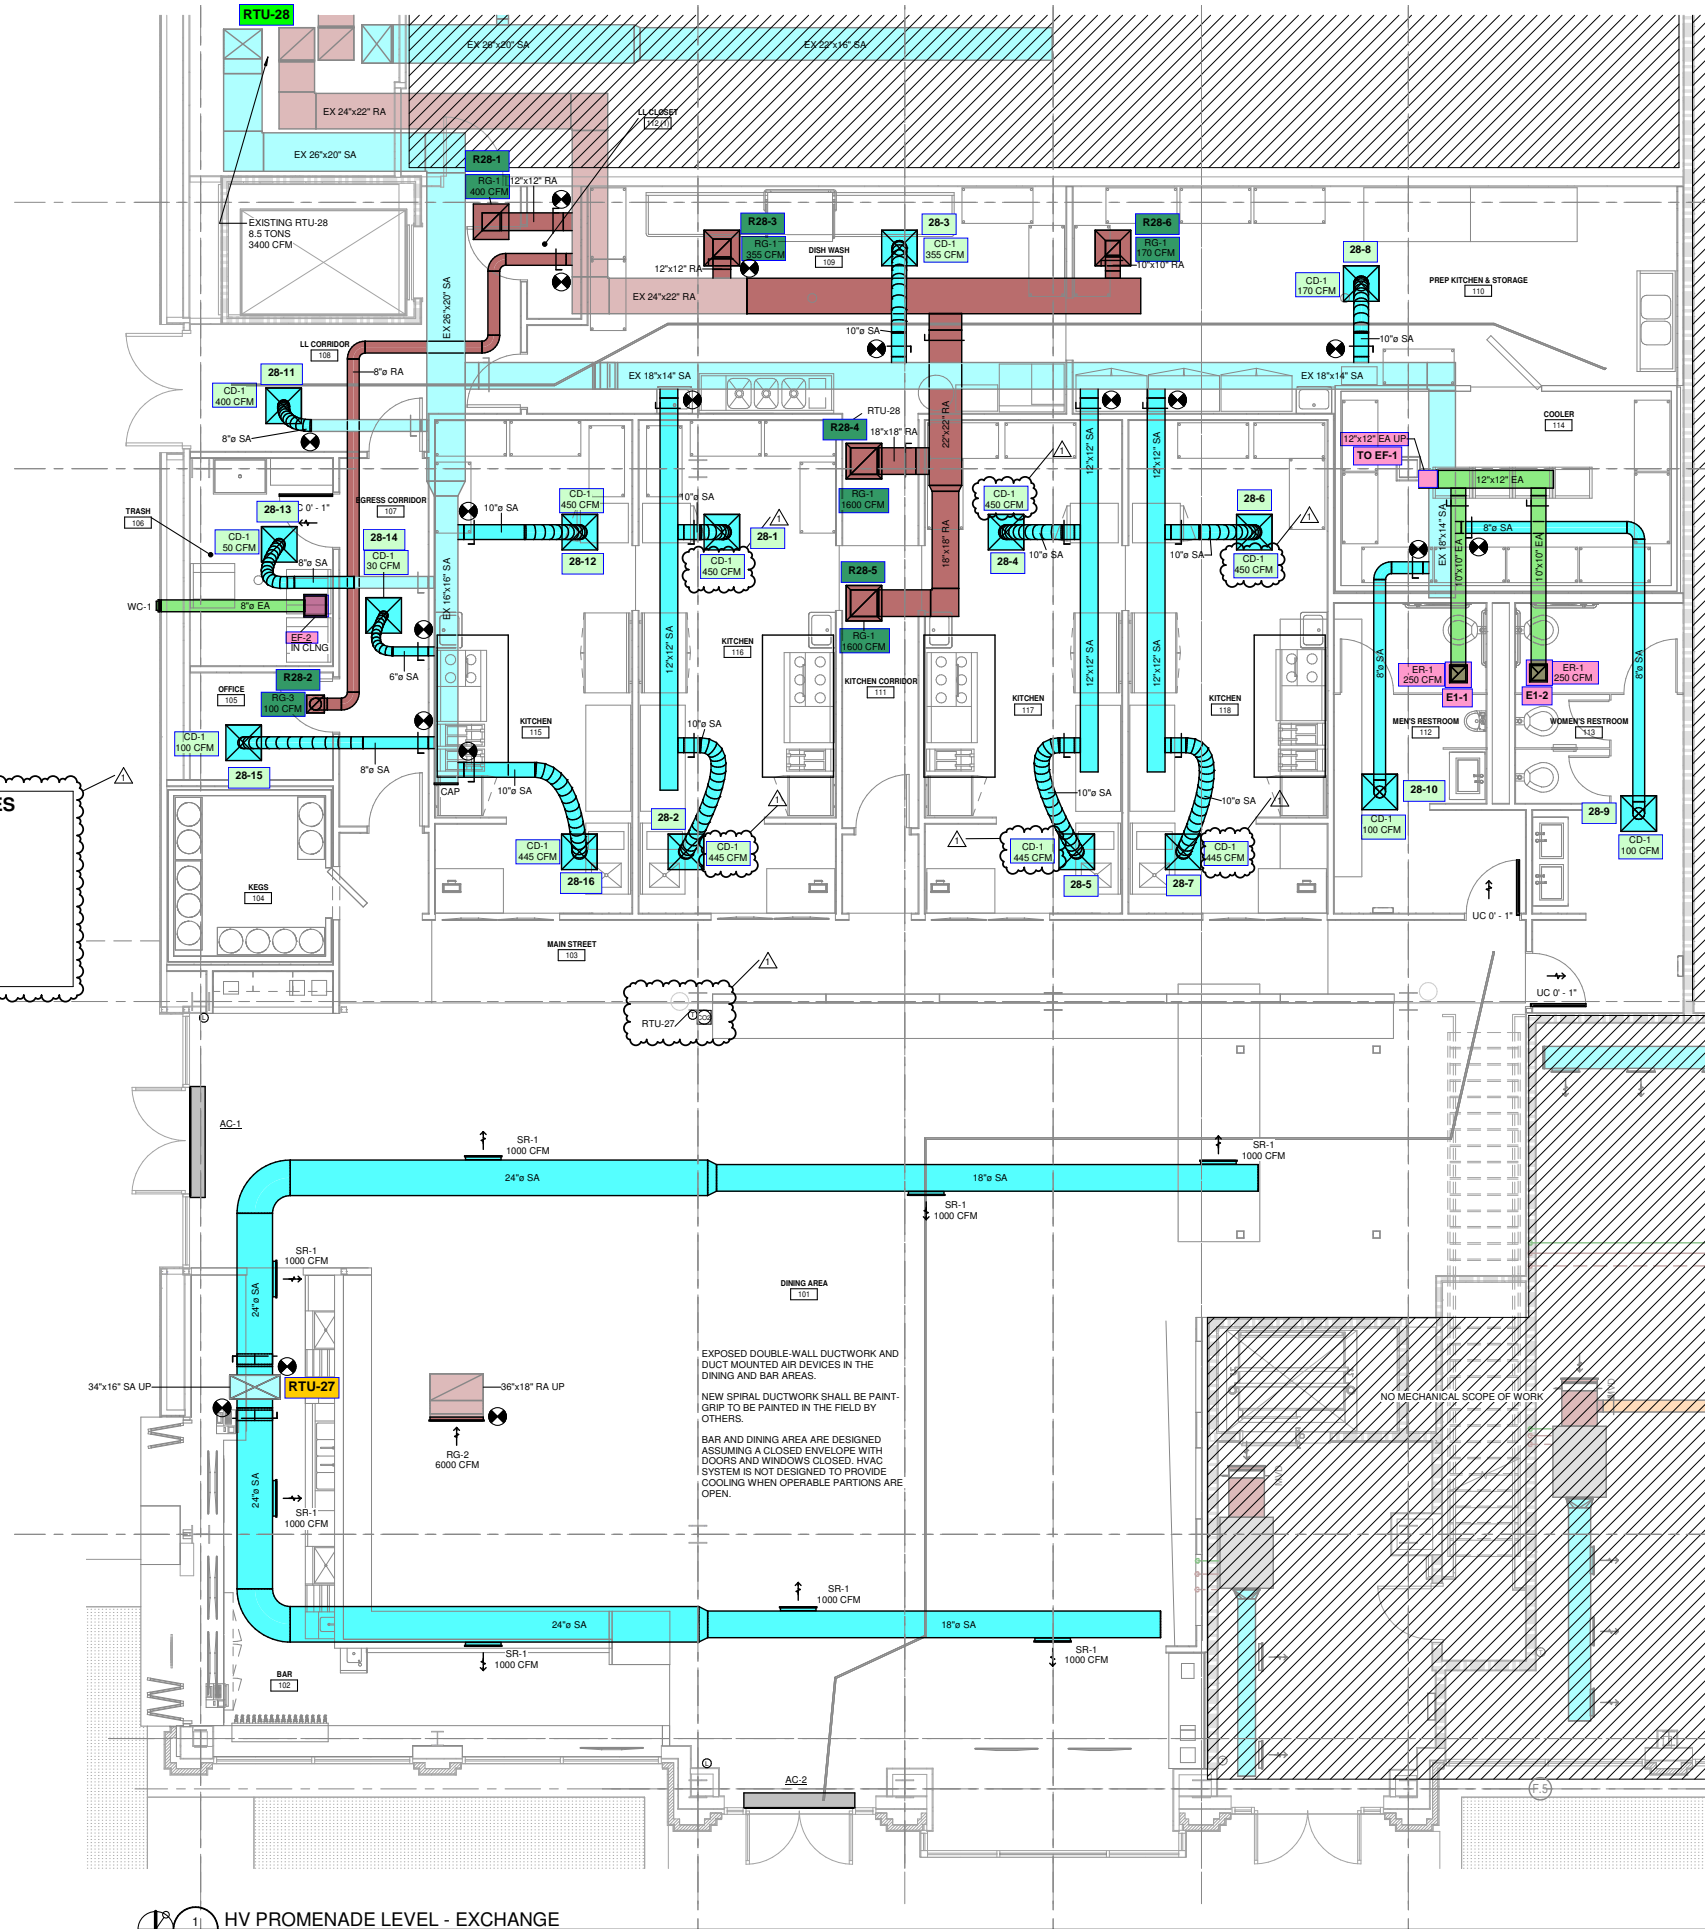 RTU-28
EX 26"x20" SA
EX 22"x16" SA
EX 24"x22" RA
LL CLOSET
112(1)
EX 26"x20" SA
R28-1
RG-1
400 CFM
12"x12" RA
EXISTING RTU-28
8.5 TONS
3400 CFM
R28-3
RG-1
355 CFM
12"x12" RA
DISH WASH
109
28-3
CD-1
355 CFM
R28-6
RG-1
170 CFM
10"x10" RA
28-8
CD-1
170 CFM
PREP KITCHEN & STORAGE
110
EX 24"x22" RA
EX 26"x20" SA
10"ø SA
10"ø SA
LL CORRIDOR
108
8"ø RA
28-11
CD-1
400 CFM
8"ø SA
EX 18"x14" SA
EX 18"x14" SA
RTU-28
R28-4
18"x18" RA
22"x22" RA
RG-1
1600 CFM
12"x12" SA
12"x12" SA
COOLER
114
12"x12" EA UP
TO EF-1
12"x12" EA
TRASH
106
28-13
CD-1
50 CFM
UC 0' - 1"
EGRESS CORRIDOR
107
28-14
CD-1
30 CFM
8"ø SA
10"ø SA
CD-1
450 CFM
28-12
10"ø SA
28-1
1
CD-1
450 CFM
1
CD-1
450 CFM
10"ø SA
28-4
28-6
1
10"ø SA
CD-1
450 CFM
8"ø SA
EX 18"x14" SA
10"x10" EA
10"x10" EA
EX 16"x16" SA
18"x18" RA
WC-1
8"ø EA
EF-2
IN CLNG
R28-5
RG-1
1600 CFM
6"ø SA
12"x12" SA
12"x12" SA
12"x12" SA
KITCHEN
116
KITCHEN CORRIDOR
111
KITCHEN
117
KITCHEN
118
8"ø SA
8"ø SA
ER-1
250 CFM
E1-1
ER-1
250 CFM
E1-2
OFFICE
105
R28-2
RG-3
100 CFM
KITCHEN
115
MEN'S RESTROOM
112
WOMEN'S RESTROOM
113
CD-1
100 CFM
28-15
8"ø SA
CAP
10"ø SA
10"ø SA
10"ø SA
10"ø SA
1
ES
28-2
1
CD-1
445 CFM
28-16
CD-1
445 CFM
1
CD-1
445 CFM
28-5
1
CD-1
445 CFM
28-7
28-10
CD-1
100 CFM
28-9
CD-1
100 CFM
KEGS
104
UC 0' - 1"
MAIN STREET
103
1
RTU-27
T
CO2
UC 0' - 1"
L
AC-1
SR-1
1000 CFM
SR-1
1000 CFM
24"ø SA
18"ø SA
SR-1
1000 CFM
SR-1
1000 CFM
24"ø SA
DINING AREA
101
34"x16" SA UP
RTU-27
36"x18" RA UP
RG-2
6000 CFM
EXPOSED DOUBLE-WALL DUCTWORK AND
DUCT MOUNTED AIR DEVICES IN THE
DINING AND BAR AREAS.
NEW SPIRAL DUCTWORK SHALL BE PAINT-
GRIP TO BE PAINTED IN THE FIELD BY
OTHERS.
BAR AND DINING AREA ARE DESIGNED
ASSUMING A CLOSED ENVELOPE WITH
DOORS AND WINDOWS CLOSED. HVAC
SYSTEM IS NOT DESIGNED TO PROVIDE
COOLING WHEN OPERABLE PARTIONS ARE
OPEN.
NO MECHANICAL SCOPE OF WORK
24"ø SA
SR-1
1000 CFM
SR-1
1000 CFM
24"ø SA
18"ø SA
SR-1
1000 CFM
SR-1
1000 CFM
BAR
102
L
AC-2
F.5
1
HV PROMENADE LEVEL - EXCHANGE